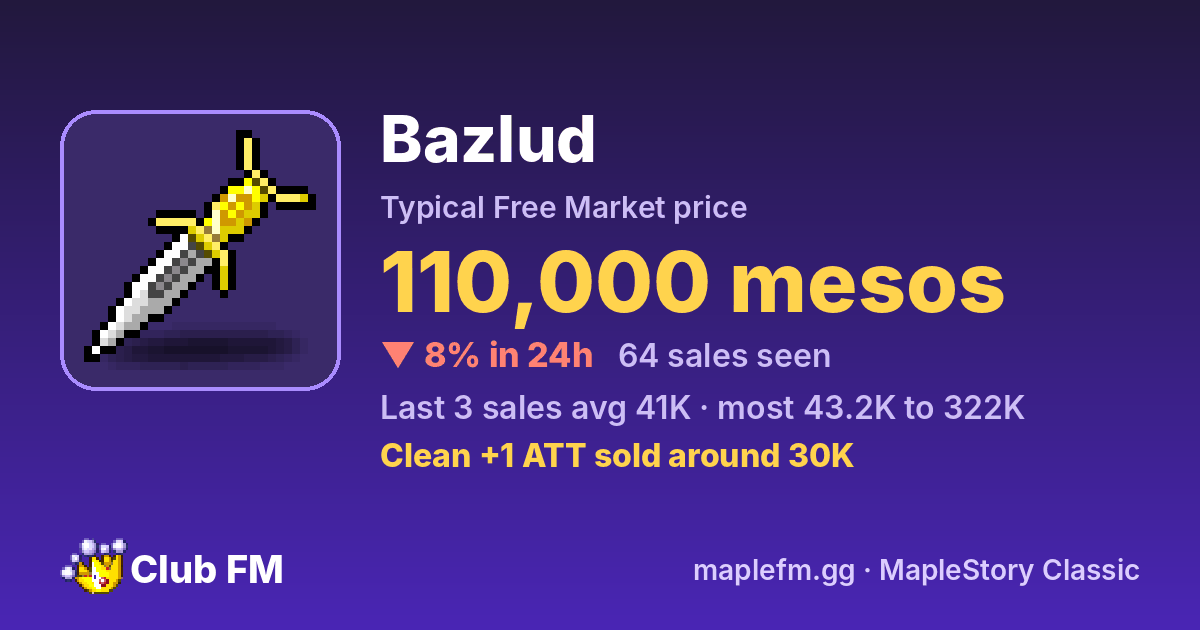 Bazlud
Typical Free Market price
110,000 mesos
▼ 8% in 24h 64 sales seen
Last 3 sales avg 41K · most 43.2K to 322K
Clean +1 ATT sold around 30K
Club FM
maplefm.gg · MapleStory Classic